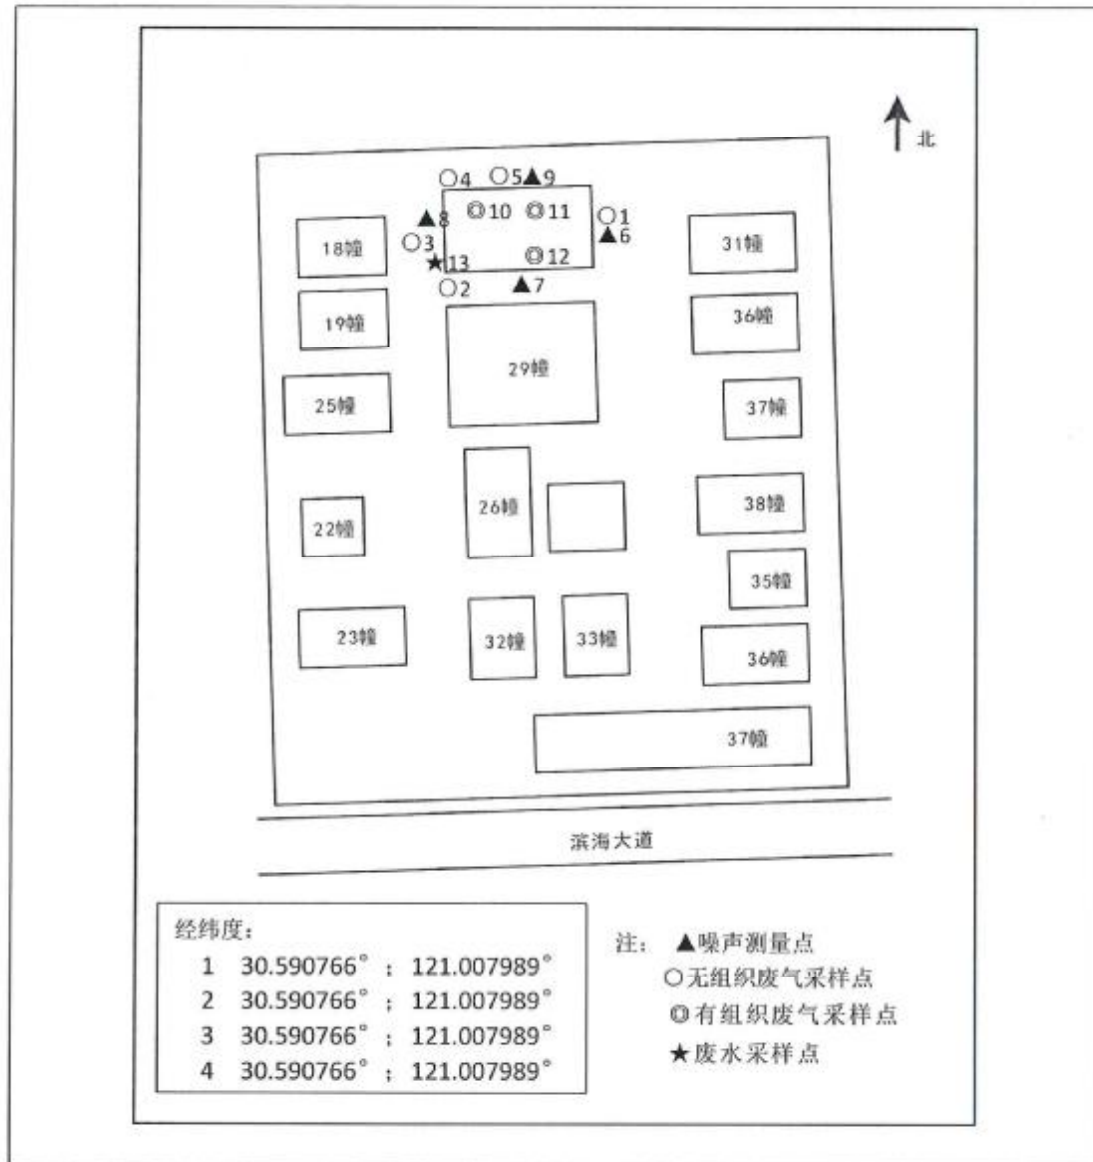 北
○4 ○5 ▲9
▲8 ◎10 ◎11 ○1
▲6
○3
★13 ◎12
○2 ▲7
18幢
31幢
19幢
36幢
29幢
25幢
37幢
26幢
38幢
22幢
35幢
23幢
32幢
33幢
36幢
37幢
滨海大道
经纬度：
1 30.590766° ; 121.007989°
2 30.590766° ; 121.007989°
3 30.590766° ; 121.007989°
4 30.590766° ; 121.007989°
注： ▲噪声测量点
○无组织废气采样点
◎有组织废气采样点
★废水采样点